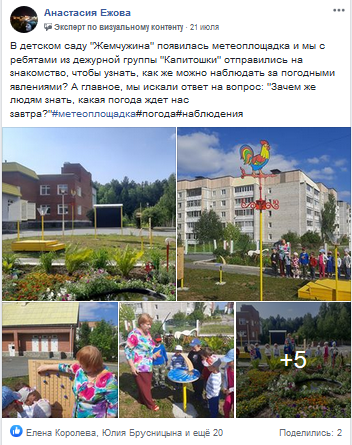 Анастасия Ежова
Эксперт по визуальному контенту · 21 июля
В детском саду "Жемчужина" появилась метеоплощадка и мы с
ребятами из дежурной группы "Капитошки" отправились на
знакомство, чтобы узнать, как же можно наблюдать за погодными
явлениями? А главное, мы искали ответ на вопрос: "Зачем же
людям знать, какая погода ждет нас
завтра?"#метеоплощадка#погода#наблюдения
+5
Елена Королева, Юлия Брусницына и ещё 20
Поделились: 2